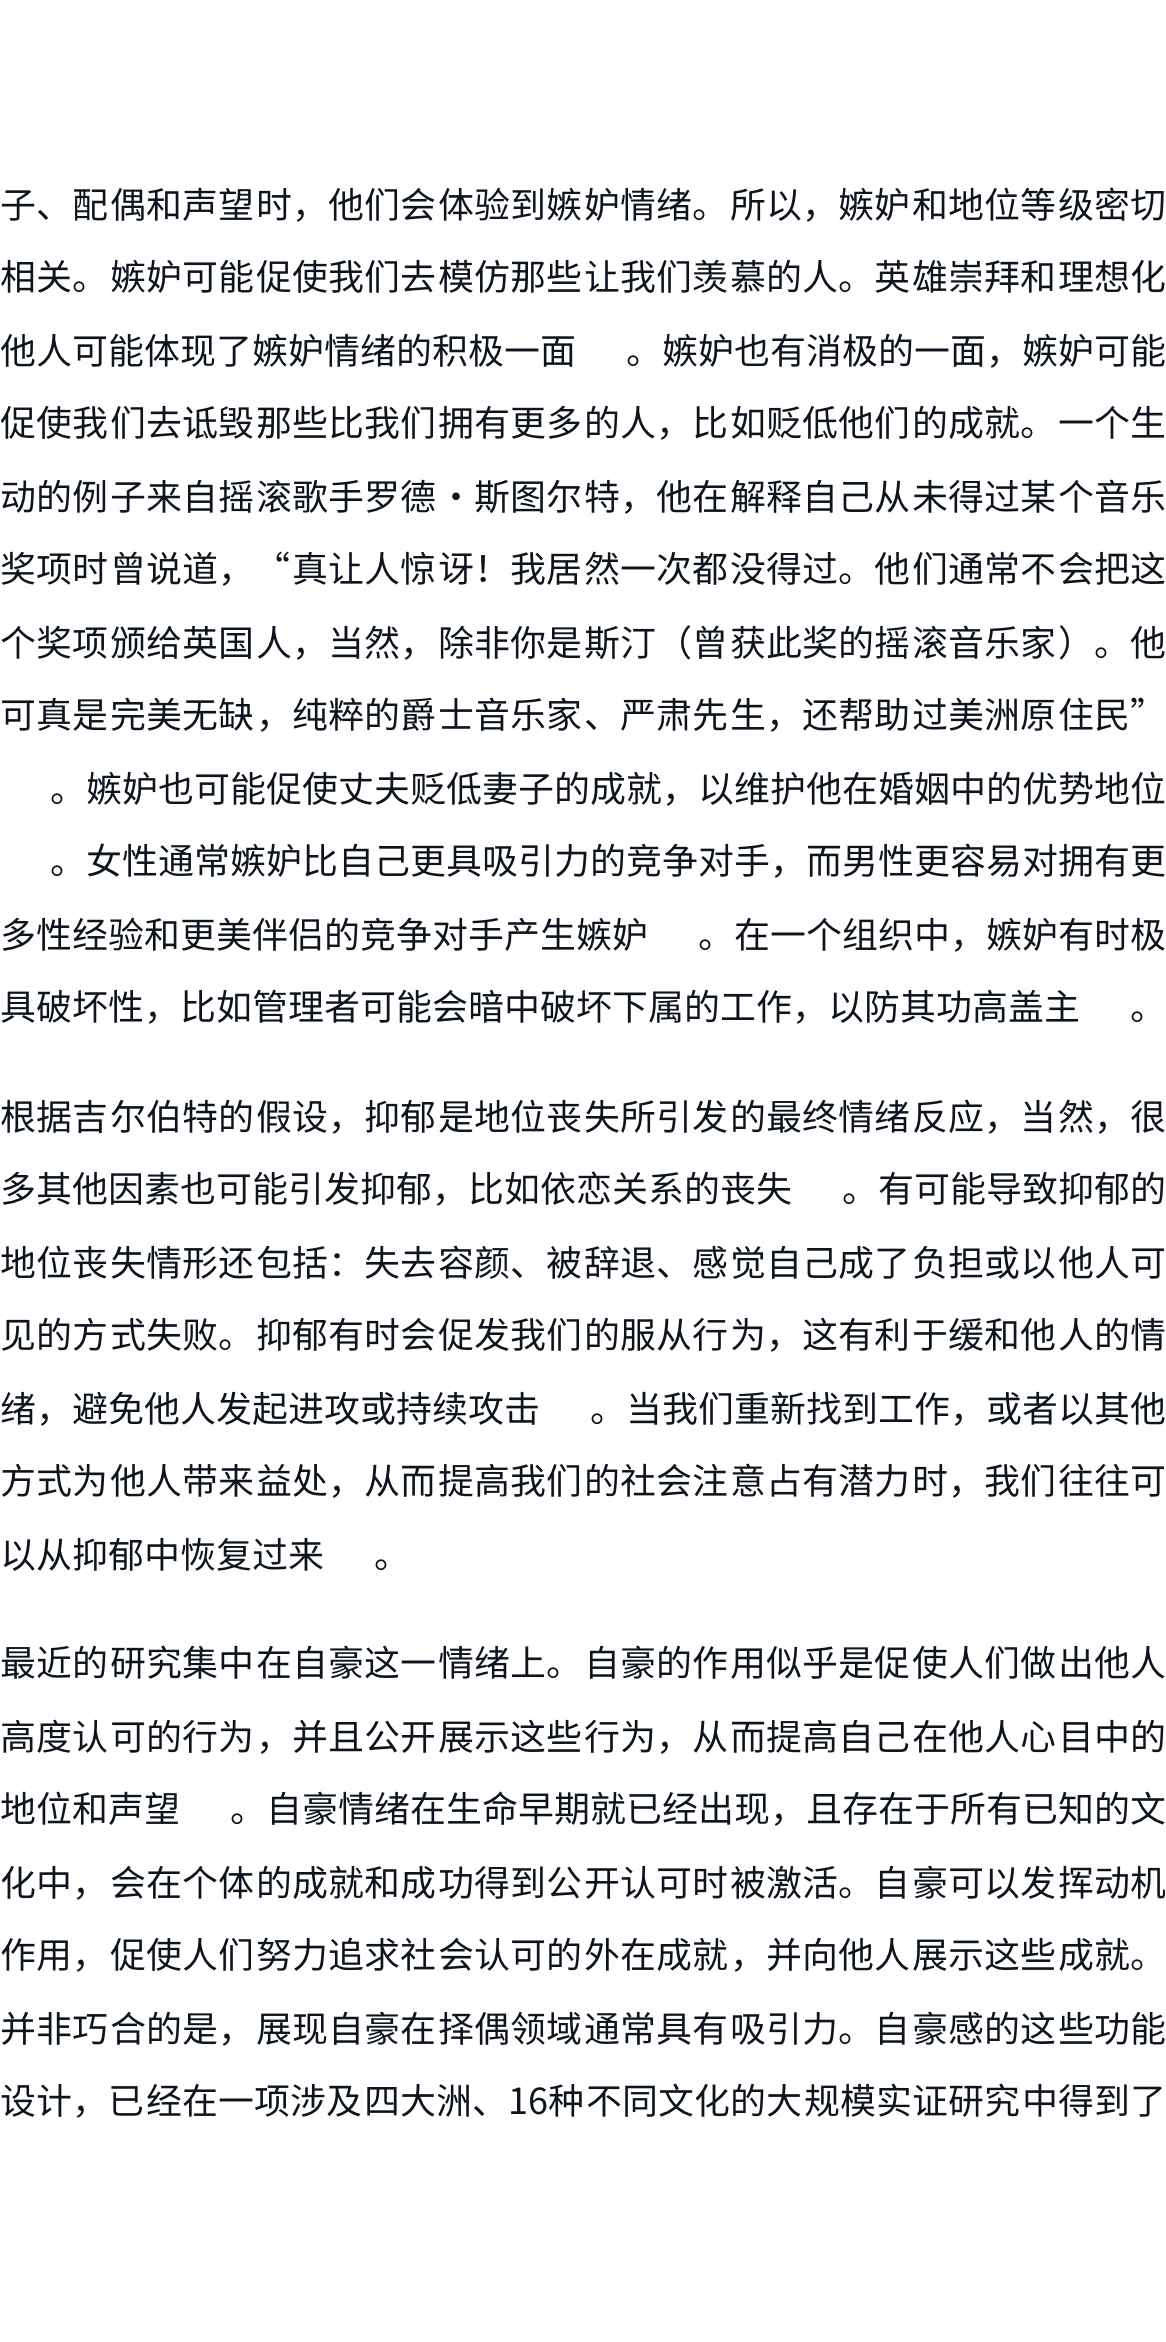 子、配偶和声望时，他们会体验到嫉妒情绪。所以，嫉妒和地位等级密切
相关。嫉妒可能促使我们去模仿那些让我们羡慕的人。英雄崇拜和理想化
他人可能体现了嫉妒情绪的积极一面 。嫉妒也有消极的一面，嫉妒可能
促使我们去诋毁那些比我们拥有更多的人，比如贬低他们的成就。一个生
动的例子来自摇滚歌手罗德·斯图尔特，他在解释自己从未得过某个音乐
奖项时曾说道，“真让人惊讶！我居然一次都没得过。他们通常不会把这
个奖项颁给英国人，当然，除非你是斯汀（曾获此奖的摇滚音乐家）。他
可真是完美无缺，纯粹的爵士音乐家、严肃先生，还帮助过美洲原住民”
。嫉妒也可能促使丈夫贬低妻子的成就，以维护他在婚姻中的优势地位
。女性通常嫉妒比自己更具吸引力的竞争对手，而男性更容易对拥有更
多性经验和更美伴侣的竞争对手产生嫉妒 。在一个组织中，嫉妒有时极
具破坏性，比如管理者可能会暗中破坏下属的工作，以防其功高盖主 。
根据吉尔伯特的假设，抑郁是地位丧失所引发的最终情绪反应，当然，很
多其他因素也可能引发抑郁，比如依恋关系的丧失 。有可能导致抑郁的
地位丧失情形还包括：失去容颜、被辞退、感觉自己成了负担或以他人可
见的方式失败。抑郁有时会促发我们的服从行为，这有利于缓和他人的情
绪，避免他人发起进攻或持续攻击 。当我们重新找到工作，或者以其他
方式为他人带来益处，从而提高我们的社会注意占有潜力时，我们往往可
以从抑郁中恢复过来 。
最近的研究集中在自豪这一情绪上。自豪的作用似乎是促使人们做出他人
高度认可的行为，并且公开展示这些行为，从而提高自己在他人心目中的
地位和声望 。自豪情绪在生命早期就已经出现，且存在于所有已知的文
化中，会在个体的成就和成功得到公开认可时被激活。自豪可以发挥动机
作用，促使人们努力追求社会认可的外在成就，并向他人展示这些成就。
并非巧合的是，展现自豪在择偶领域通常具有吸引力。自豪感的这些功能
设计，已经在一项涉及四大洲、16种不同文化的大规模实证研究中得到了